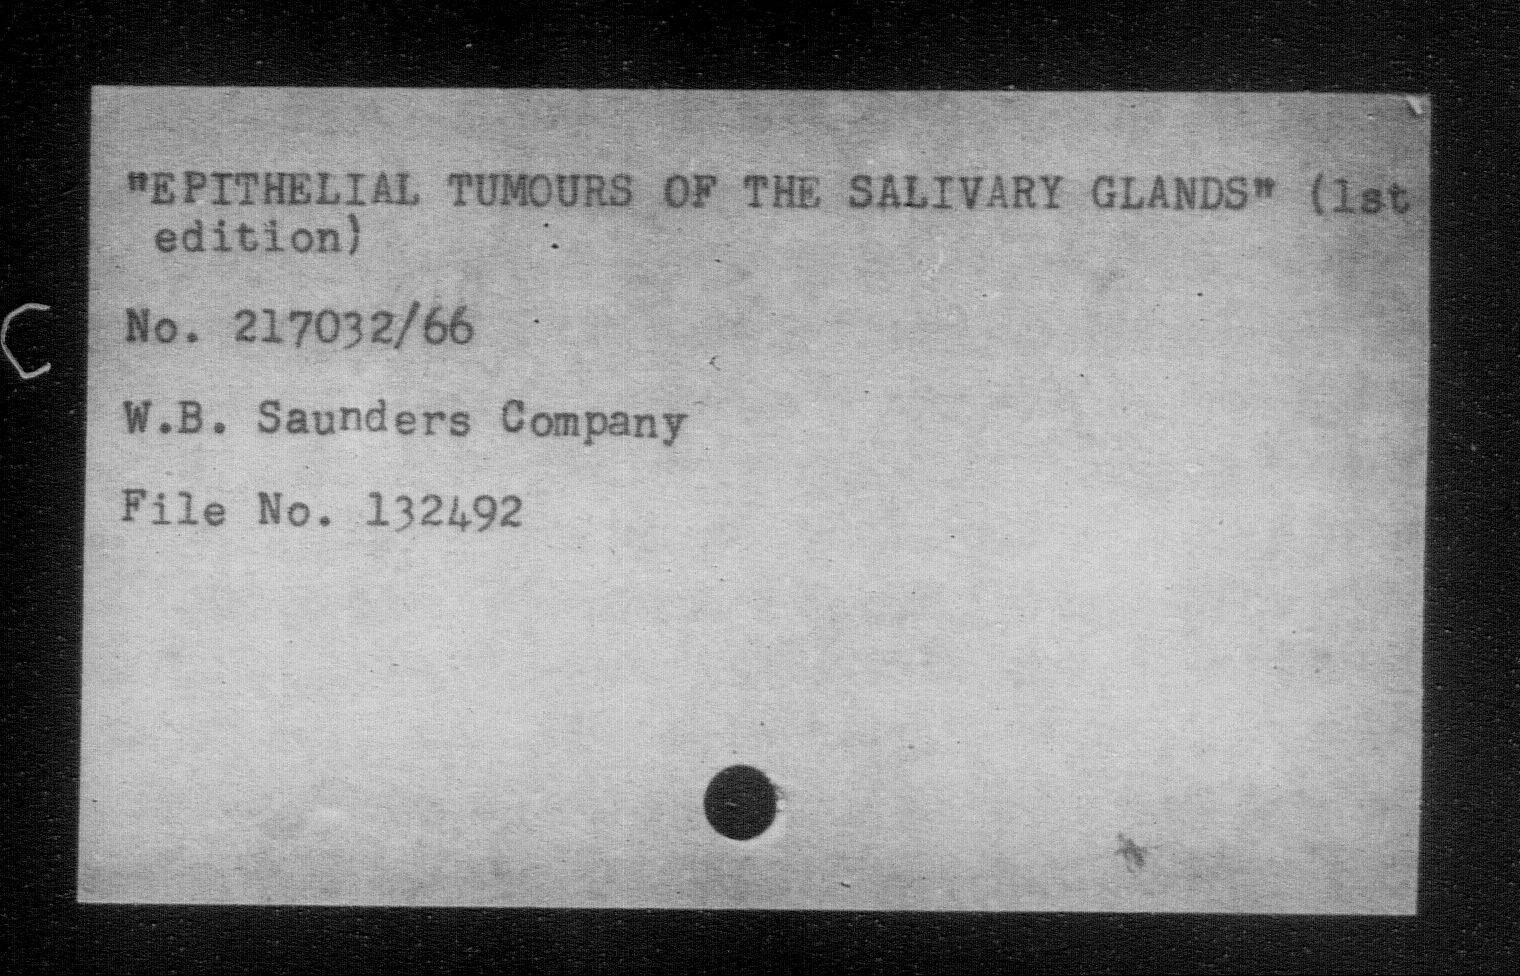 "EPITHELIAL TUMOURS OF THE SALIVARY GLANDS" (1st
edition)
No. 217032/66
W.B. Saunders Company
File No. 132492